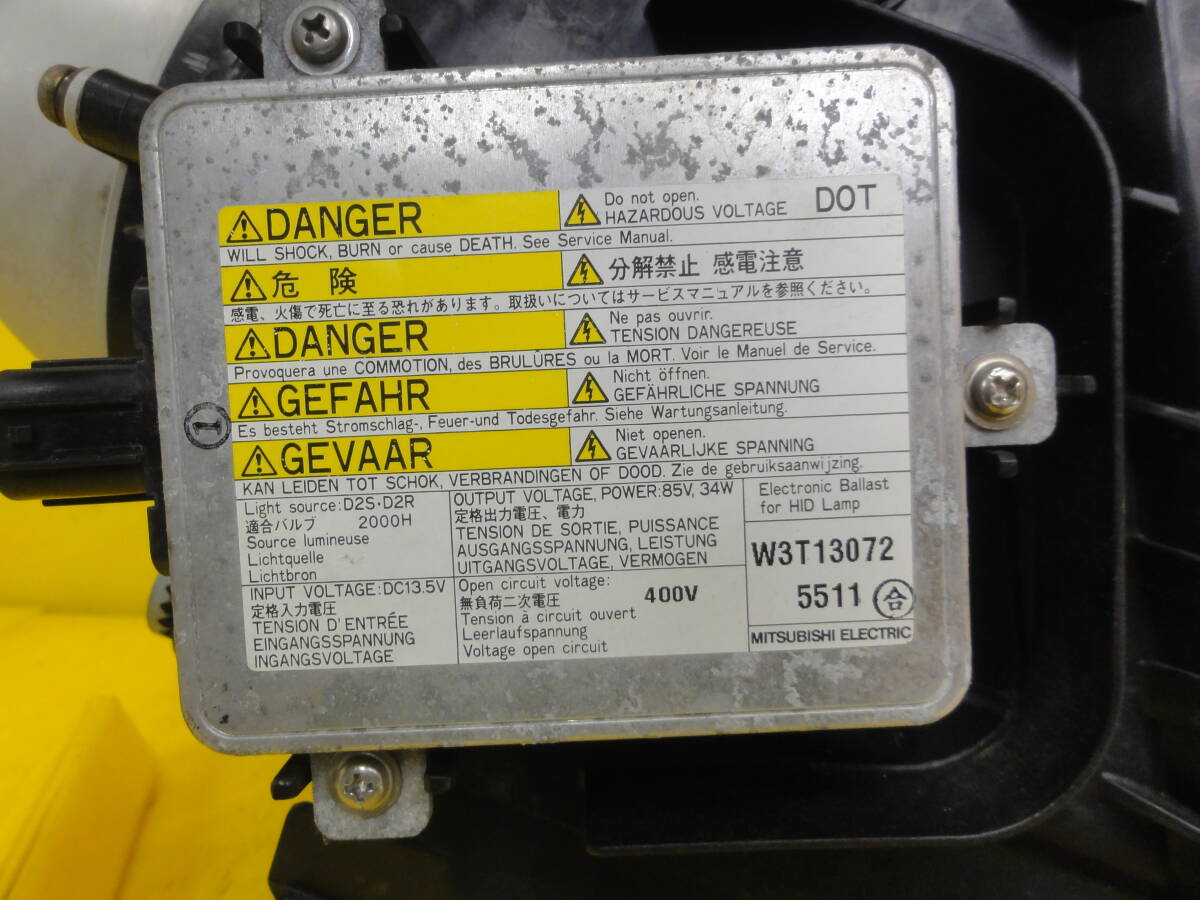 DANGER
Do not open.
HAZARDOUS VOLTAGE
DOT
WILL SHOCK, BURN or cause DEATH. See Service Manual.
危 険
分解禁止 感電注意
感電、火傷で死亡に至る恐れがあります。取扱いについてはサービスマニュアルを参照ください。
DANGER
Ne pas ouvrir.
TENSION DANGEREUSE
Provoquera une COMMOTION, des BRULÛRES ou la MORT. Voir le Manuel de Service.
GEFAHR
Nicht öffnen.
GEFÄHRLICHE SPANNUNG
Es besteht Stromschlag-, Feuer-und Todesgefahr. Siehe Wartungsanleitung.
GEVAAR
Niet openen.
GEVAARLIJKE SPANNING
KAN LEIDEN TOT SCHOK, VERBRANDINGEN OF DOOD. Zie de gebruiksaanwijzing.
1
Light source:D2S·D2R
適合バルブ 2000H
Source lumineuse
Lichtquelle
Lichtbron
INPUT VOLTAGE:DC13.5V
定格入力電圧
TENSION D'ENTRÉE
EINGANGSSPANNUNG
INGANGSVOLTAGE
OUTPUT VOLTAGE, POWER:85V, 34W
定格出力電圧、電力
TENSION DE SORTIE, PUISSANCE
AUSGANGSSPANNUNG, LEISTUNG
UITGANGSVOLTAGE, VERMOGEN
Open circuit voltage:
無負荷二次電圧 400V
Tension à circuit ouvert
Leerlaufspannung
Voltage open circuit
Electronic Ballast
for HID Lamp
W3T13072
5511 合
MITSUBISHI ELECTRIC